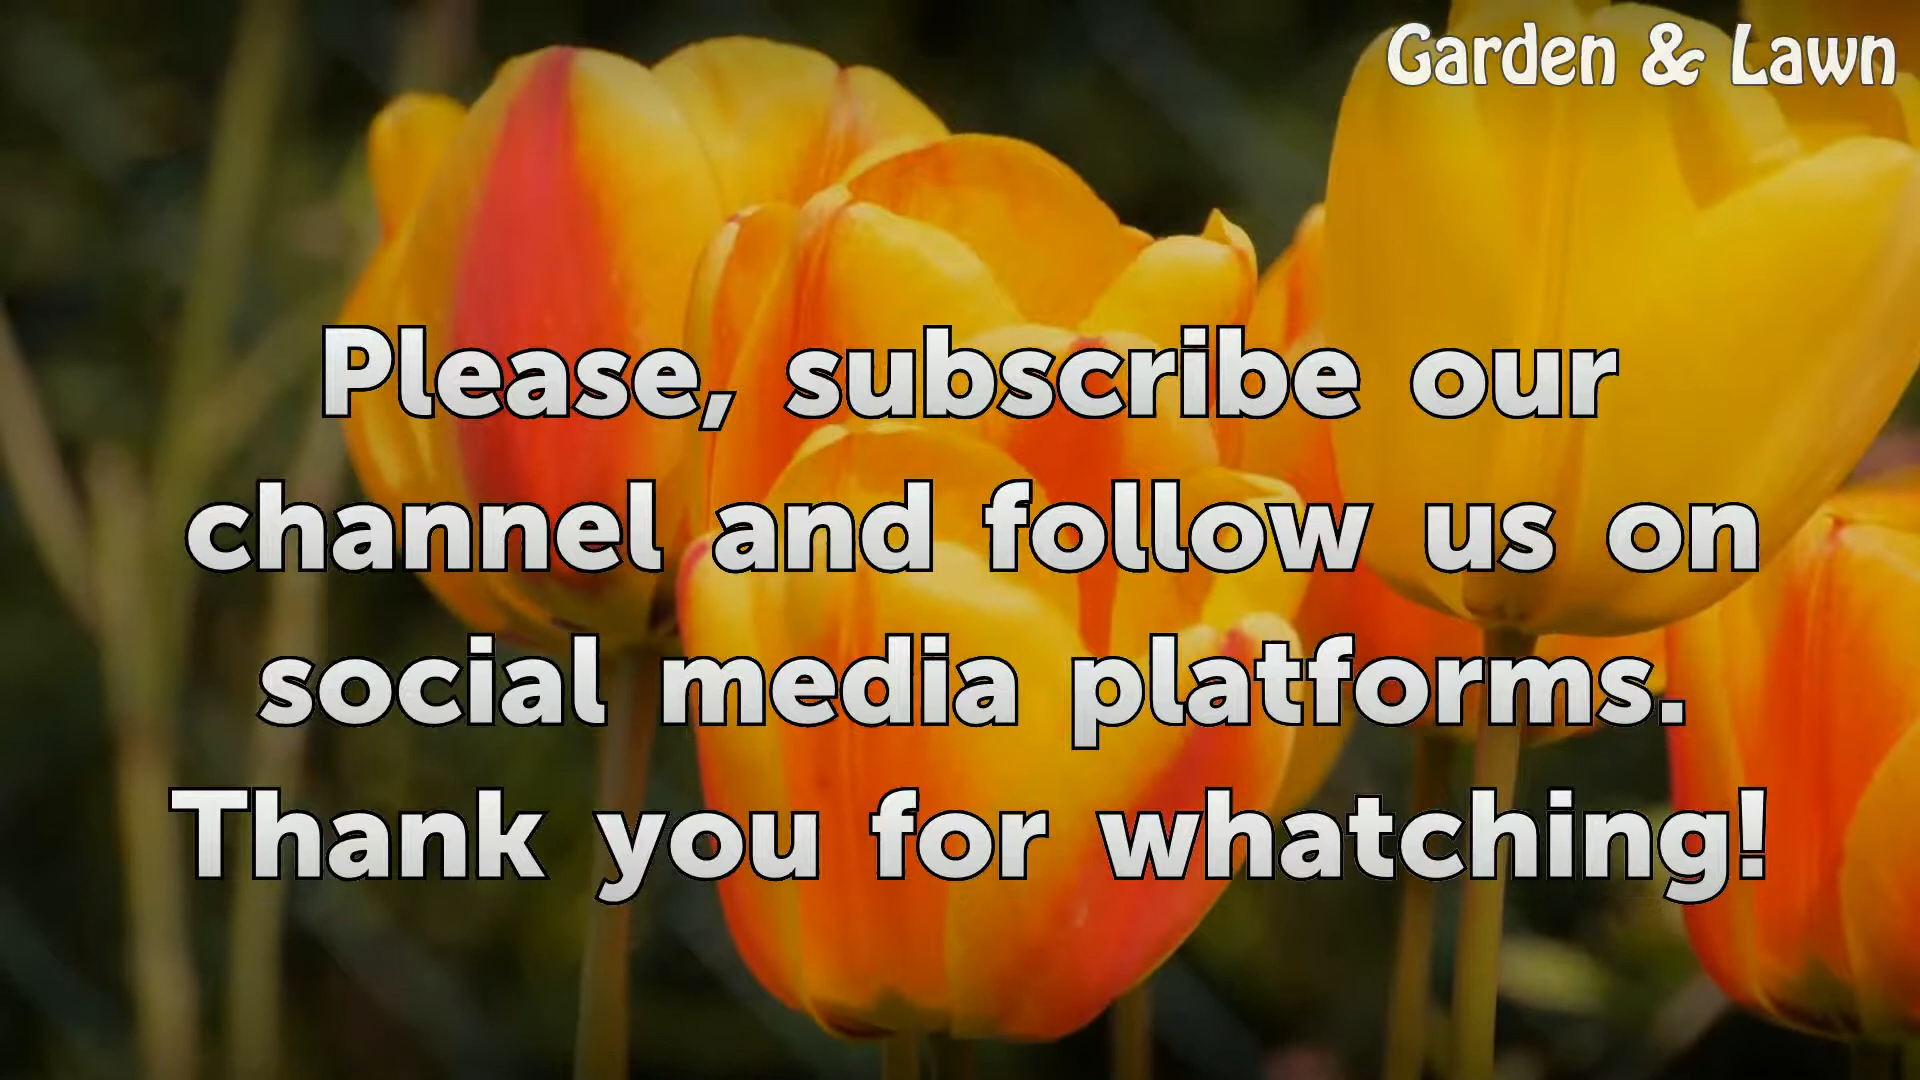 Garden & Lawn
Please, subscribe our
channel and follow us on
social media platforms.
Thank you for whatching!